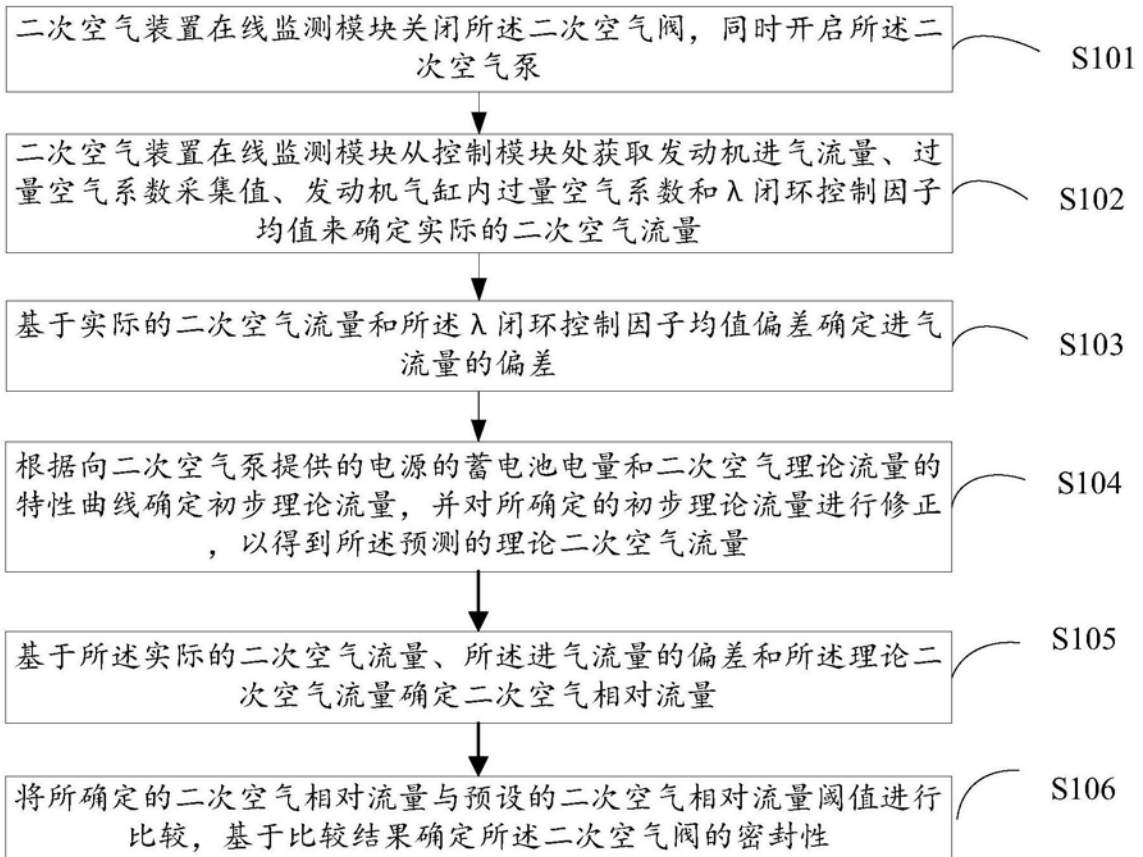 二次空气装置在线监测模块关闭所述二次空气阀，同时开启所述二
次空气泵
S101
二次空气装置在线监测模块从控制模块处获取发动机进气流量、过
量空气系数采集值、发动机气缸内过量空气系数和λ闭环控制因子
均值来确定实际的二次空气流量
S102
基于实际的二次空气流量和所述λ闭环控制因子均值偏差确定进气
流量的偏差
S103
根据向二次空气泵提供的电源的蓄电池电量和二次空气理论流量的
特性曲线确定初步理论流量，并对所确定的初步理论流量进行修正
，以得到所述预测的理论二次空气流量
S104
基于所述实际的二次空气流量、所述进气流量的偏差和所述理论二
次空气流量确定二次空气相对流量
S105
将所确定的二次空气相对流量与预设的二次空气相对流量阈值进行
比较，基于比较结果确定所述二次空气阀的密封性
S106